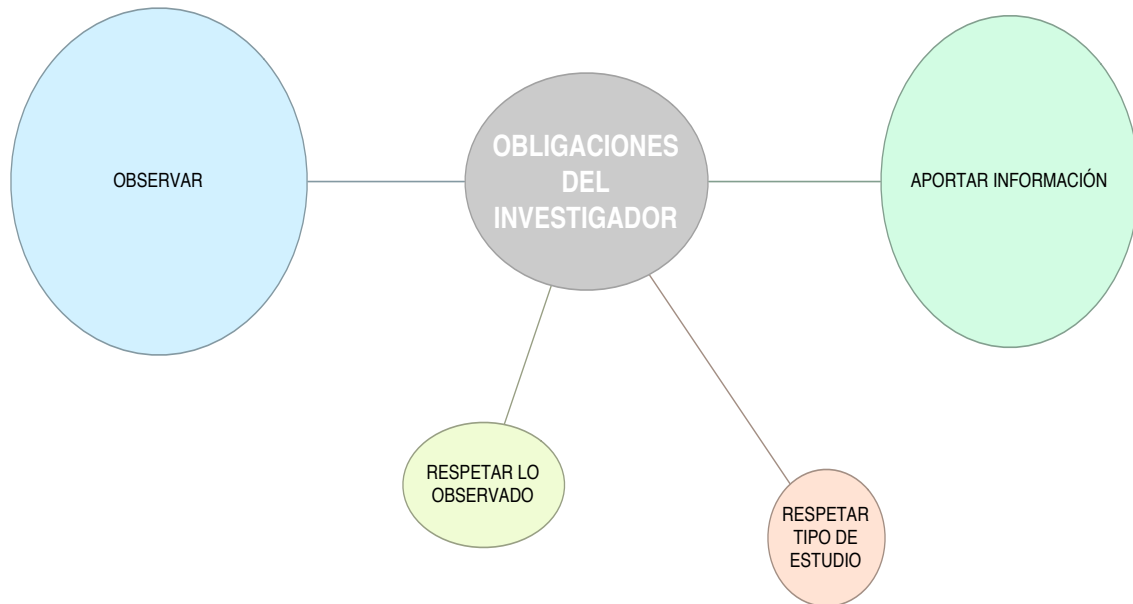 OBSERVAR
OBLIGACIONES
DEL
INVESTIGADOR
APORTAR INFORMACIÓN
RESPETAR LO
OBSERVADO
RESPETAR
TIPO DE
ESTUDIO